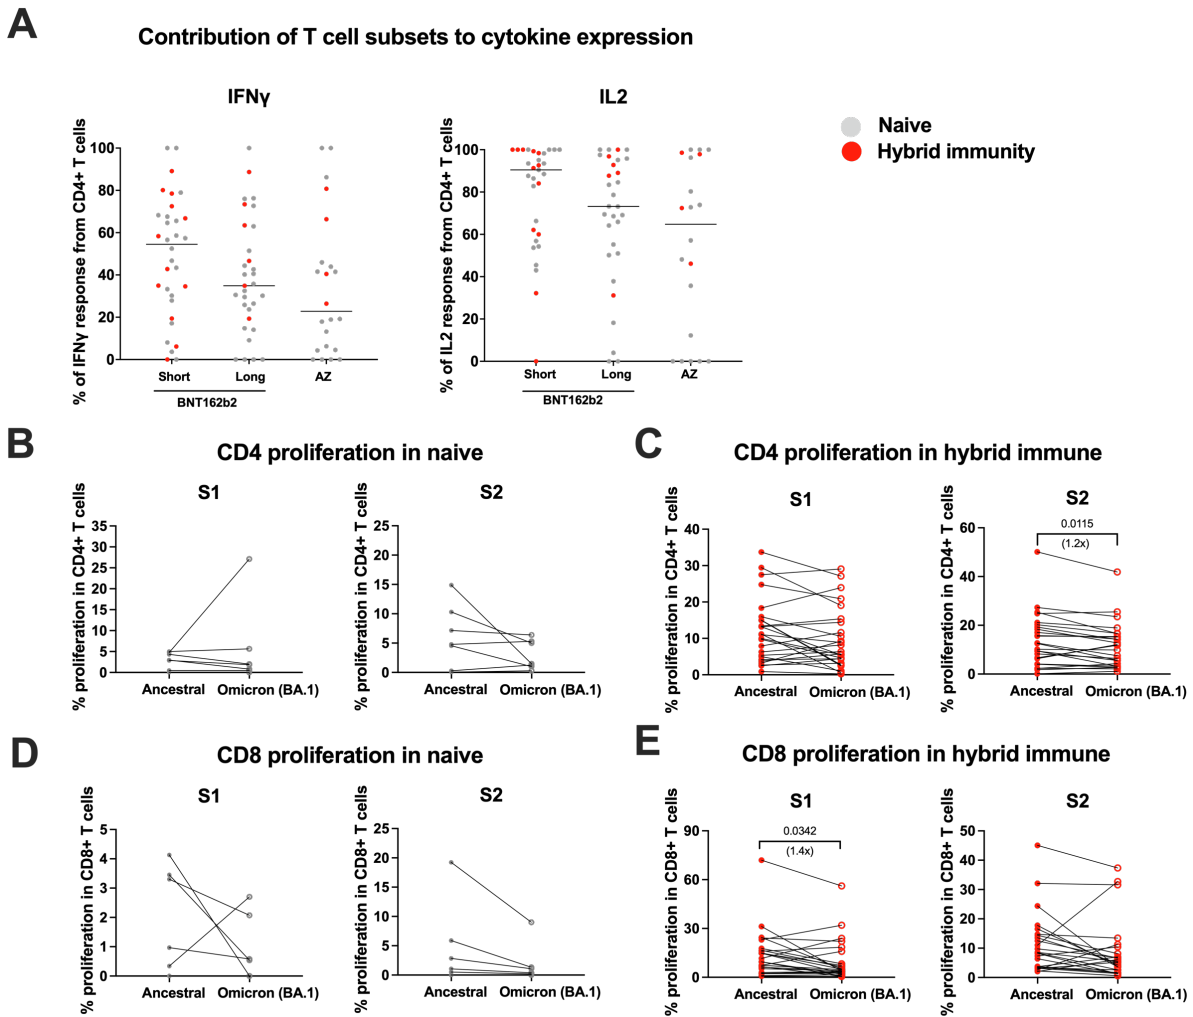 A
Contribution of T cell subsets to cytokine expression
IFNγ
% of IFNγ response from CD4+ T cells
100
80
60
40
20
0
Short
Long
AZ
BNT162b2
IL2
% of IL2 response from CD4+ T cells
100
80
60
40
20
0
Short
Long
AZ
BNT162b2
Naive
Hybrid immunity
B
CD4 proliferation in naive
S1
% proliferation in CD4+ T cells
35
30
25
20
15
10
5
0
Ancestral
Omicron (BA.1)
S2
% proliferation in CD4+ T cells
25
20
15
10
5
0
Ancestral
Omicron (BA.1)
C
CD4 proliferation in hybrid immune
S1
% proliferation in CD4+ T cells
40
30
20
10
0
Ancestral
Omicron (BA.1)
S2
% proliferation in CD4+ T cells
60
40
20
0
0.0115
(1.2x)
Ancestral
Omicron (BA.1)
D
CD8 proliferation in naive
S1
% proliferation in CD8+ T cells
5
4
3
2
1
0
Ancestral
Omicron (BA.1)
S2
% proliferation in CD8+ T cells
25
20
15
10
5
0
Ancestral
Omicron (BA.1)
E
CD8 proliferation in hybrid immune
S1
% proliferation in CD8+ T cells
90
60
30
0
0.0342
(1.4x)
Ancestral
Omicron (BA.1)
S2
% proliferation in CD8+ T cells
50
40
30
20
10
0
Ancestral
Omicron (BA.1)